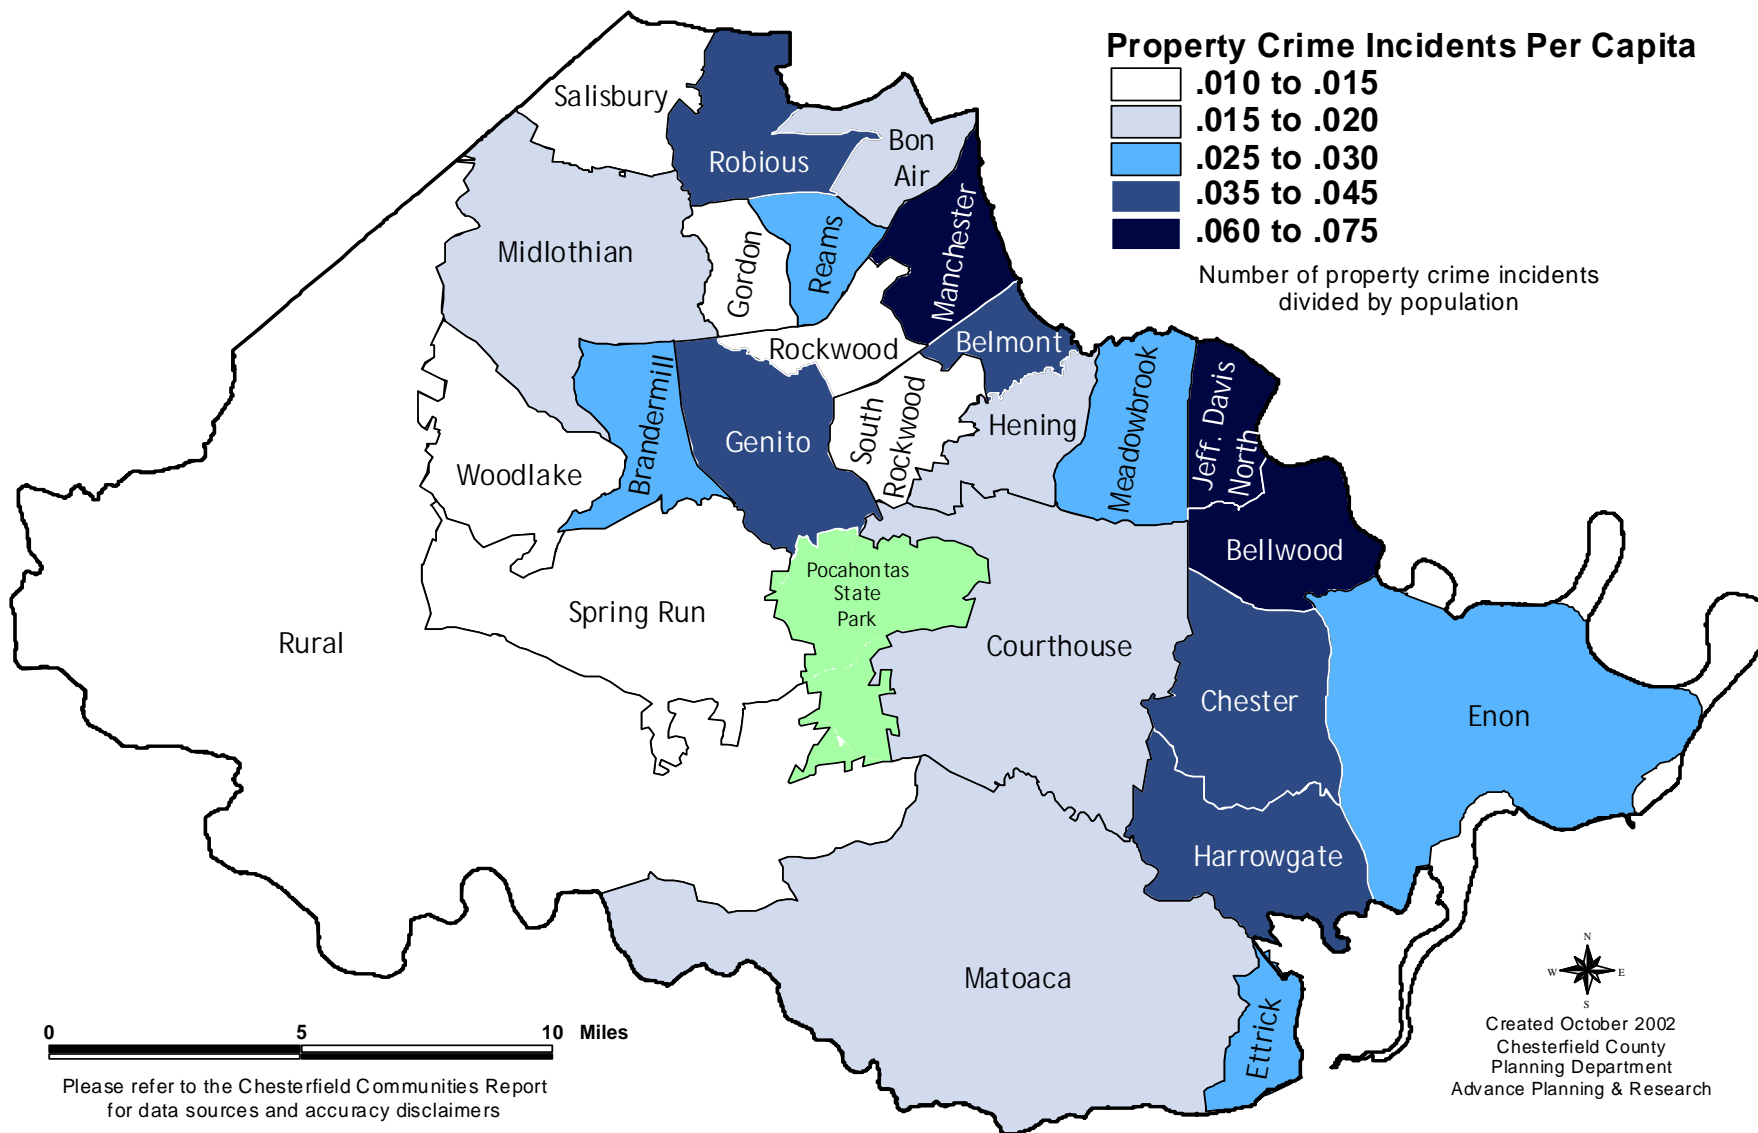 Property Crime Incidents Per Capita
.010 to .015
.015 to .020
.025 to .030
.035 to .045
.060 to .075
Number of property crime incidents
divided by population
Salisbury
Robious
Bon
Air
Midlothian
Gordon
Reams
Manchester
Rockwood
Belmont
Brandermill
Genito
South
Rockwood
Hening
Meadowbrook
Jeff. Davis
North
Woodlake
Bellwood
Pocahontas
State
Park
Spring Run
Rural
Courthouse
Chester
Enon
Harrowgate
Matoaca
Ettrick
0 5 10 Miles
Please refer to the Chesterfield Communities Report
for data sources and accuracy disclaimers
N
W E
S
Created October 2002
Chesterfield County
Planning Department
Advance Planning & Research